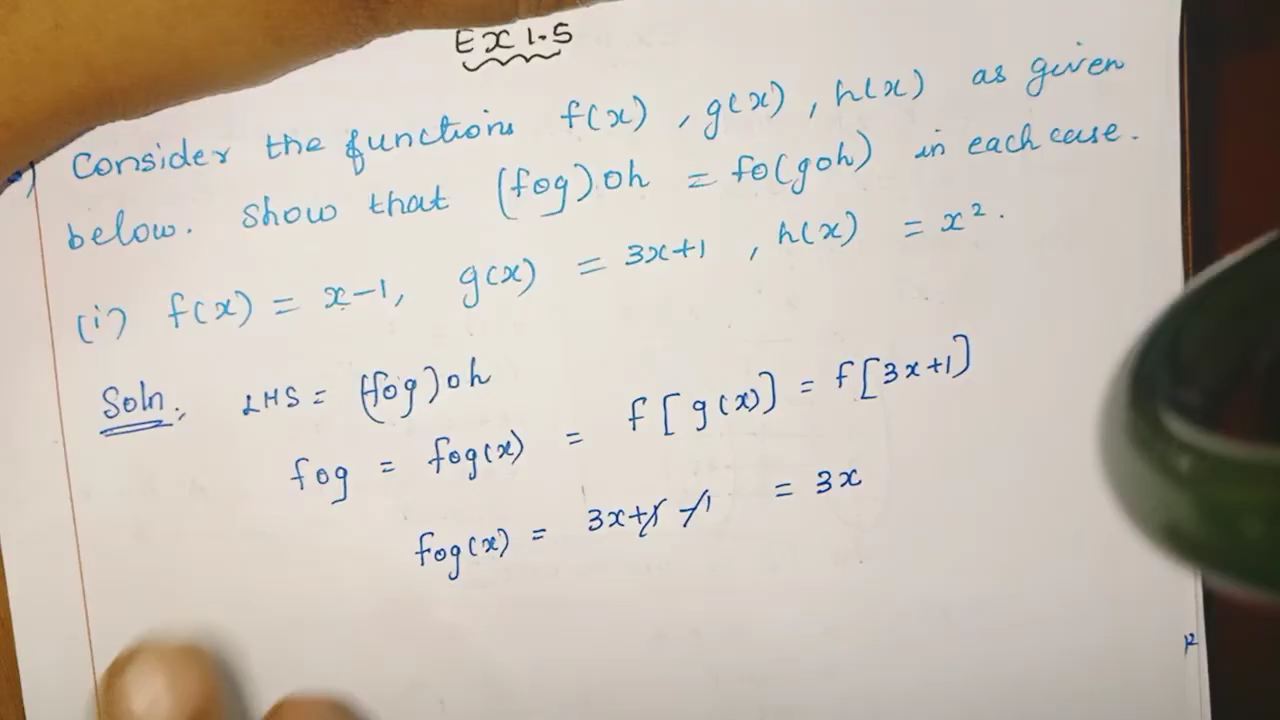 Ex 1.5
Consider the functions f(x), g(x), h(x) as given
below. Show that (fog)oh = fo(goh) in each case.
(i) f(x) = x-1, g(x) = 3x+1, h(x) = x².
Soln: LHS = (fog)oh
fog = fog(x) = f[g(x)] = f[3x+1]
fog(x) = 3x+1-1 = 3x